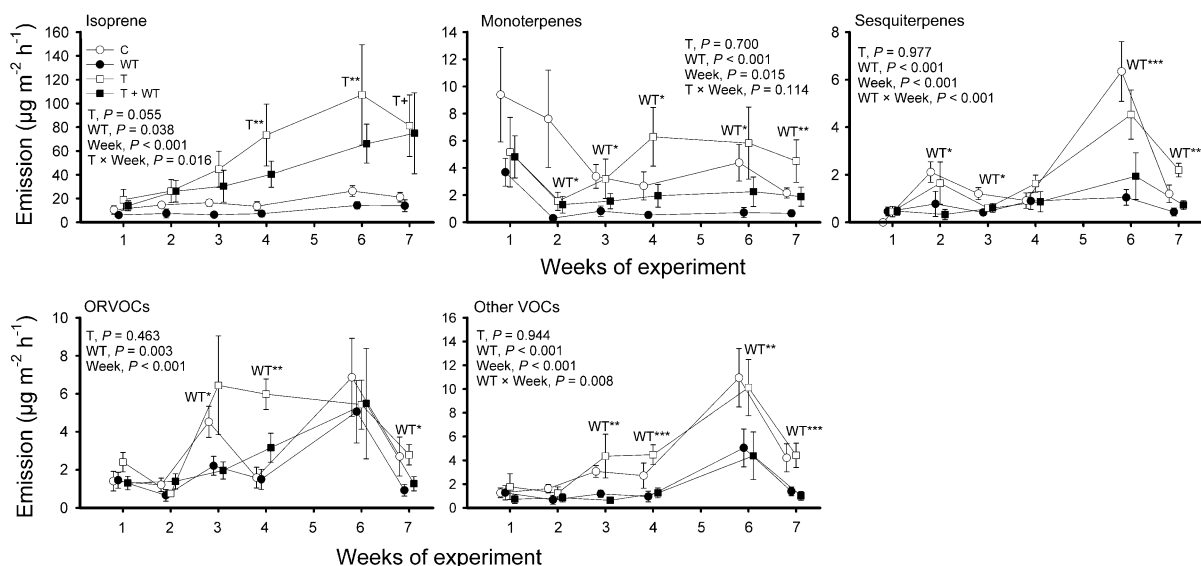 Isoprene
Emission (µg m⁻² h⁻¹)
160
140
120
100
80
60
40
20
0
C
WT
T
T + WT
T, P = 0.055
WT, P = 0.038
Week, P < 0.001
T × Week, P = 0.016
T**
T**
T+
1 2 3 4 5 6 7
Monoterpenes
14
12
10
8
6
4
2
0
T, P = 0.700
WT, P < 0.001
Week, P = 0.015
T × Week, P = 0.114
WT*
WT*
WT*
WT*
WT**
1 2 3 4 5 6 7
Weeks of experiment
Sesquiterpenes
8
6
4
2
0
T, P = 0.977
WT, P < 0.001
Week, P < 0.001
WT × Week, P < 0.001
WT*
WT*
WT***
WT**
1 2 3 4 5 6 7
ORVOCs
Emission (µg m⁻² h⁻¹)
10
8
6
4
2
0
T, P = 0.463
WT, P = 0.003
Week, P < 0.001
WT*
WT**
WT*
1 2 3 4 5 6 7
Other VOCs
16
14
12
10
8
6
4
2
0
T, P = 0.944
WT, P < 0.001
Week, P < 0.001
WT × Week, P = 0.008
WT**
WT***
WT**
WT***
1 2 3 4 5 6 7
Weeks of experiment